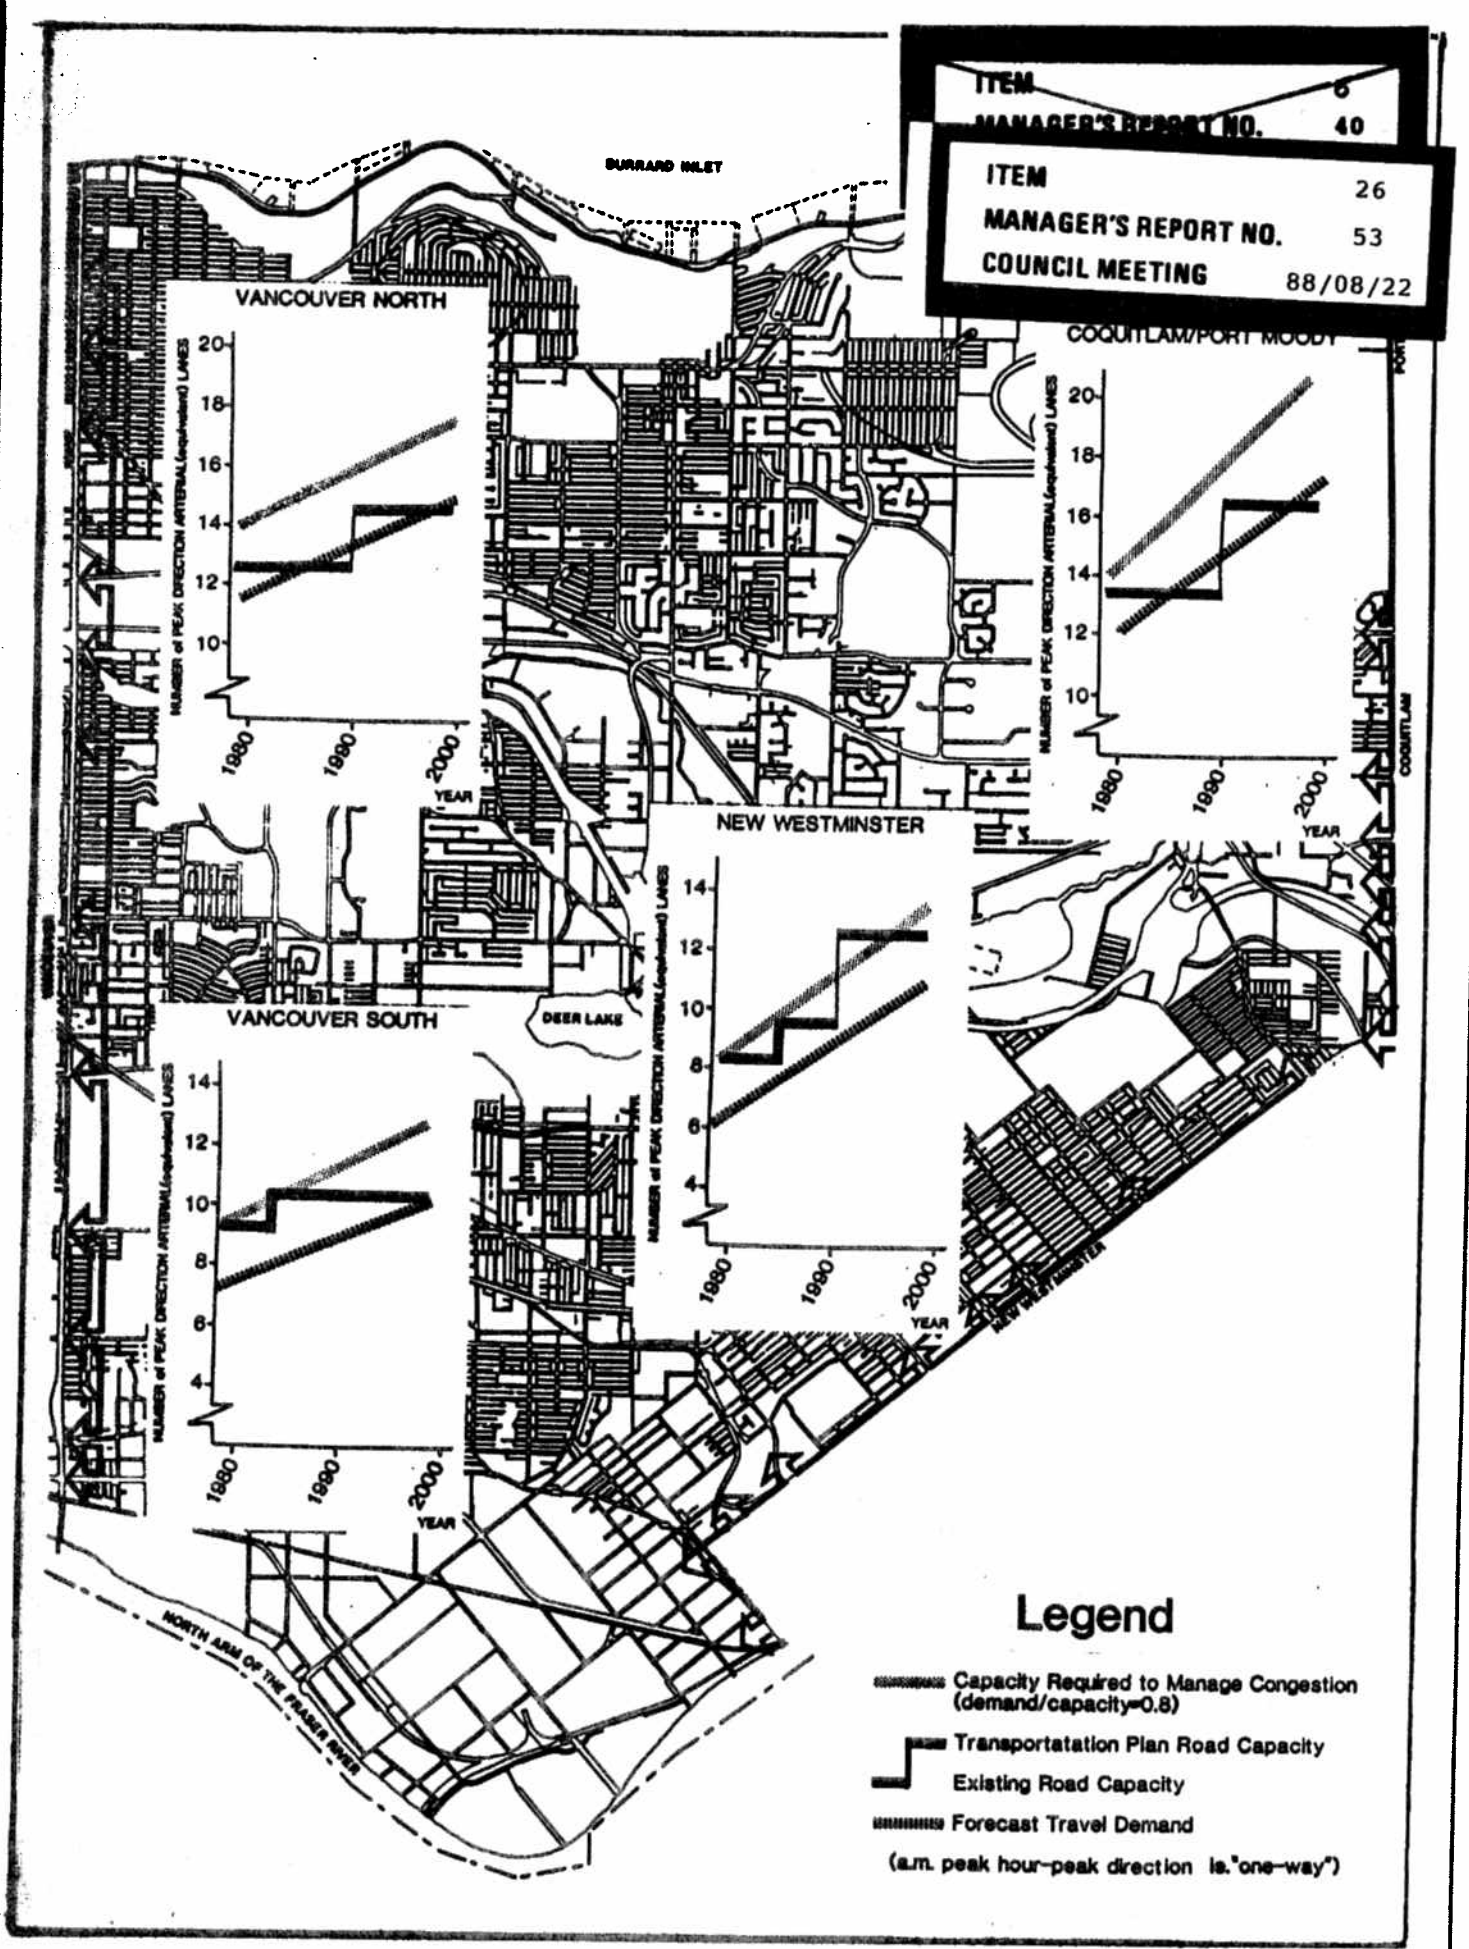 ITEM 6
MANAGER'S REPORT NO. 40
ITEM 26
MANAGER'S REPORT NO. 53
COUNCIL MEETING 88/08/22
BURRARD INLET
VANCOUVER NORTH
NUMBER of PEAK DIRECTION ARTERIAL(equivalent) LANES
20
18
16
14
12
10
1980
1990
2000
YEAR
COQUITLAM/PORT MOODY
NUMBER of PEAK DIRECTION ARTERIAL(equivalent) LANES
20
18
16
14
12
10
1980
1990
2000
YEAR
PORT
COQUITLAM
NEW WESTMINSTER
NUMBER of PEAK DIRECTION ARTERIAL(equivalent) LANES
14
12
10
8
6
4
1980
1990
2000
YEAR
VANCOUVER
DEER LAKE
VANCOUVER SOUTH
NUMBER of PEAK DIRECTION ARTERIAL(equivalent) LANES
14
12
10
8
6
4
1980
1990
2000
YEAR
NEW WESTMINSTER
NORTH ARM OF THE FRASER RIVER
Legend
Capacity Required to Manage Congestion
(demand/capacity=0.8)
Transportatation Plan Road Capacity
Existing Road Capacity
Forecast Travel Demand
(a.m. peak hour-peak direction is."one-way")